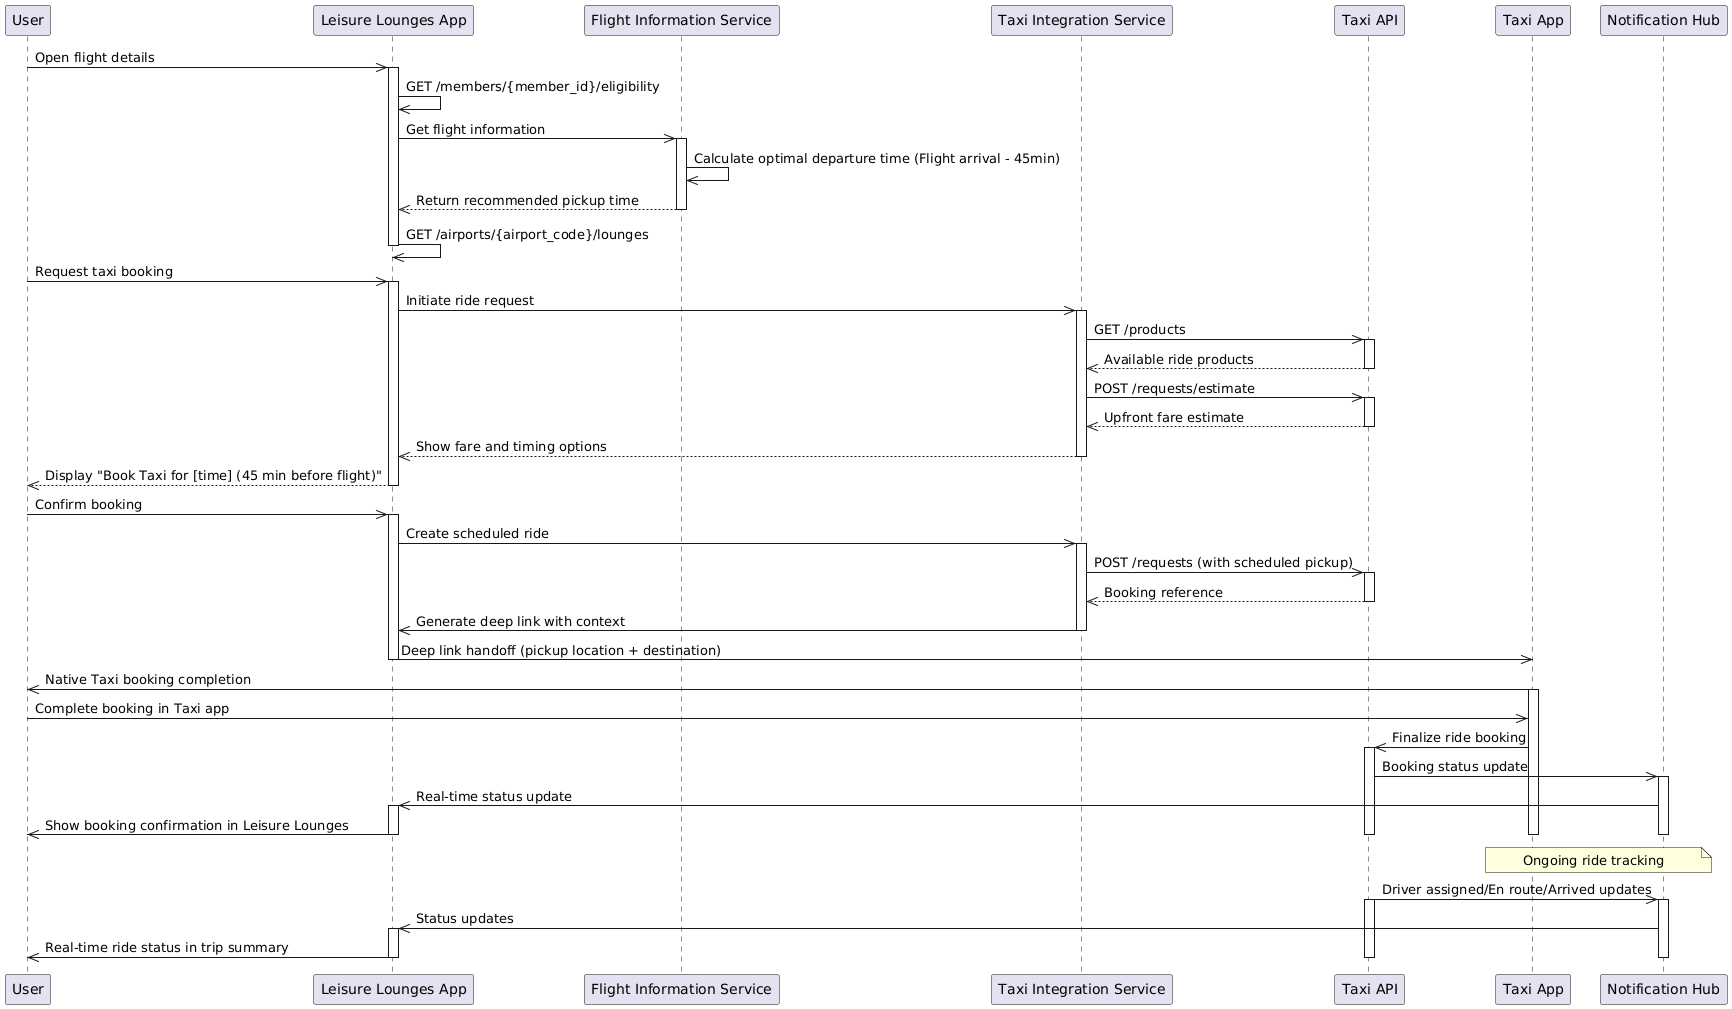 User
Leisure Lounges App
Flight Information Service
Taxi Integration Service
Taxi API
Taxi App
Notification Hub
Open flight details
GET /members/{member_id}/eligibility
Get flight information
Calculate optimal departure time (Flight arrival - 45min)
Return recommended pickup time
GET /airports/{airport_code}/lounges
Request taxi booking
Initiate ride request
GET /products
Available ride products
POST /requests/estimate
Upfront fare estimate
Show fare and timing options
Display "Book Taxi for [time] (45 min before flight)"
Confirm booking
Create scheduled ride
POST /requests (with scheduled pickup)
Booking reference
Generate deep link with context
Deep link handoff (pickup location + destination)
Native Taxi booking completion
Complete booking in Taxi app
Finalize ride booking
Booking status update
Real-time status update
Show booking confirmation in Leisure Lounges
Ongoing ride tracking
Driver assigned/En route/Arrived updates
Status updates
Real-time ride status in trip summary
User
Leisure Lounges App
Flight Information Service
Taxi Integration Service
Taxi API
Taxi App
Notification Hub